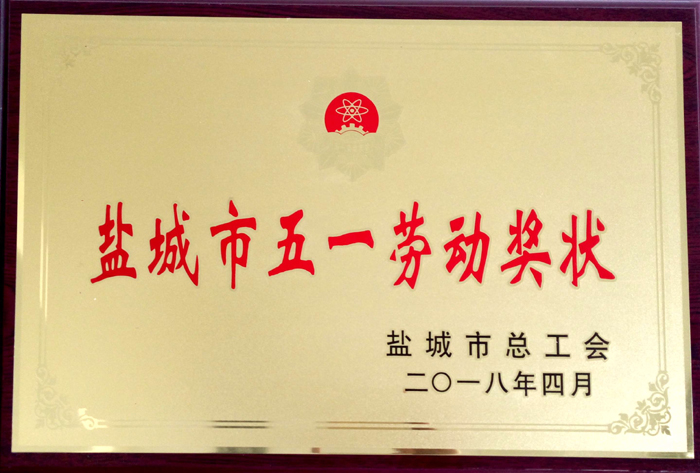 盐城市五一劳动奖状
盐城市总工会
二〇一八年四月